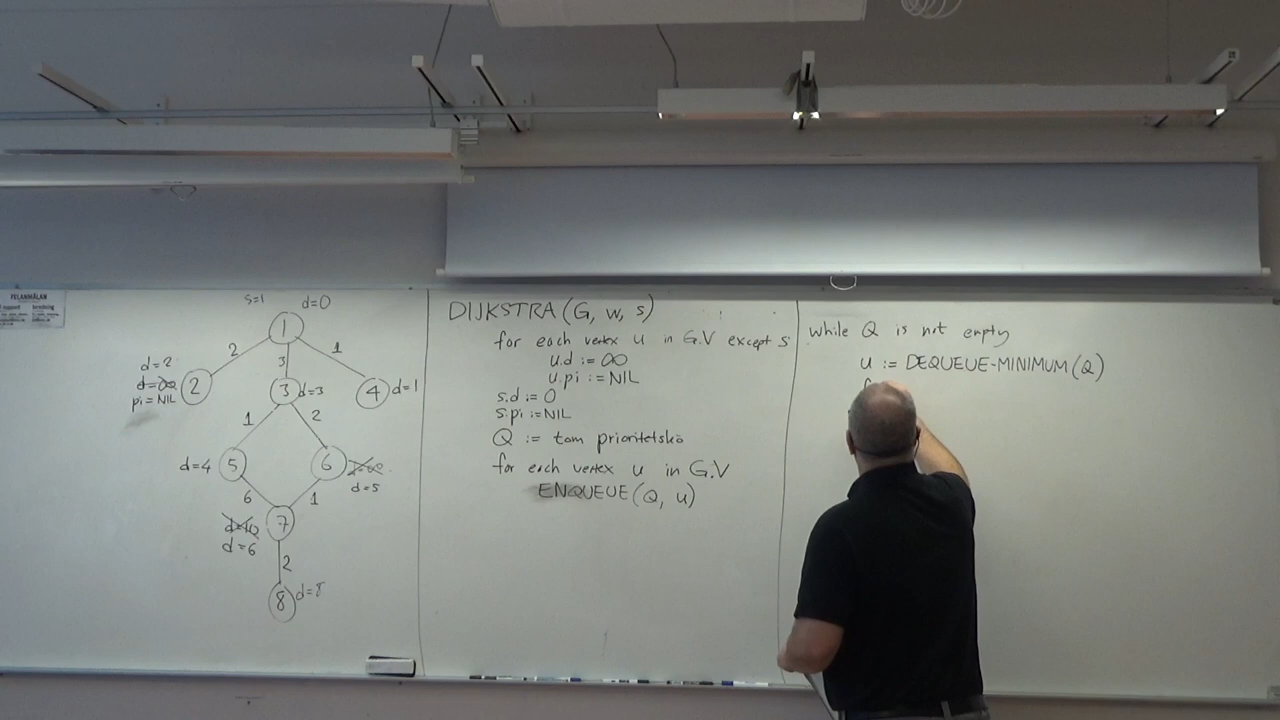 FELANMÄLAN
s=1
d=0
1
2
3
1
d=2
d=∞
pi=NIL
2
3
d=3
4
d=1
1
2
d=4
5
6
d=∞
d=5
6
1
d=10
d=6
7
2
8
d=8
DIJKSTRA(G, w, s)
for each vertex u in G.V except s
u.d := ∞
u.pi := NIL
s.d := 0
s.pi := NIL
Q := tom prioritetskö
for each vertex u in G.V
ENQUEUE(Q, u)
while Q is not empty
u := DEQUEUE-MINIMUM(Q)